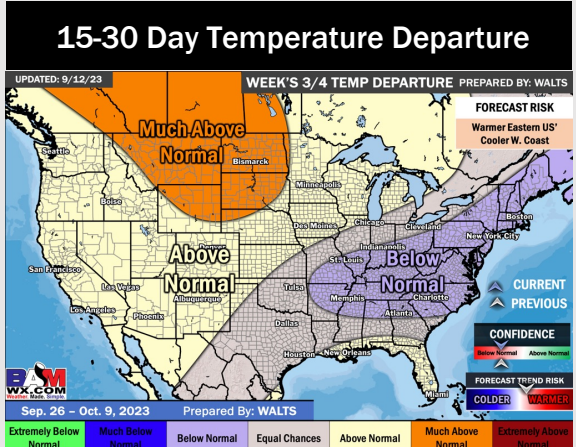 15-30 Day Temperature Departure
UPDATED: 9/12/23
WEEK'S 3/4 TEMP DEPARTURE PREPARED BY: WALTS
FORECAST RISK
Warmer Eastern US'
Cooler W. Coast
Much Above
Normal
Seattle
Bismarck
Minneapolis
Boise
Boston
Des Moines
Chicago
Cleveland
New York City
Denver
Indianapolis
Above
Normal
St. Louis
Below
Normal
San Francisco
Las Vegas
Tulsa
Albuquerque
Memphis
Charlotte
CURRENT
PREVIOUS
Los Angeles
Phoenix
Atlanta
Dallas
CONFIDENCE
Below Normal Above Normal
Houston
New Orleans
BAM
WX.COM
Weather. Made. Simple.
FORECAST TREND RISK
COLDER WARMER
Miami
Sep. 26 – Oct. 9, 2023 Prepared By: WALTS
Extremely Below
Normal
Much Below
Normal
Below Normal
Equal Chances
Above Normal
Much Above
Normal
Extremely Above
Normal